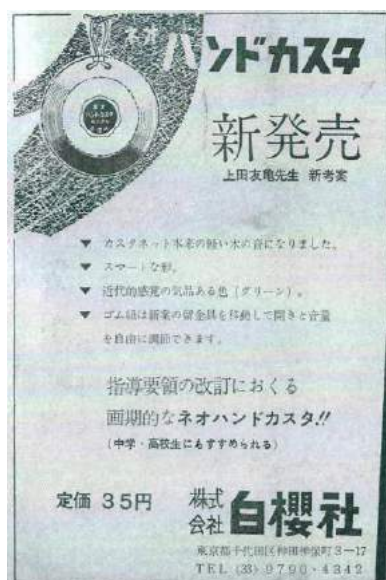 ネオ ハンドカスタ
新発売
上田友亀先生 新考案
▼ カスタネット本来の軽い木の音になりました。
▼ スマートな形。
▼ 近代的感覚の気品ある色(グリーン)。
▼ ゴム紐は新案の留金具を移動して開きと音量
を自由に調節できます。
指導要領の改訂におくる
画期的なネオハンドカスタ!!
(中学・高校生にもすすめられる)
定価 35円
株式会社 白櫻社
東京都千代田区神田神保町3-17
TEL (33) 9790・4342